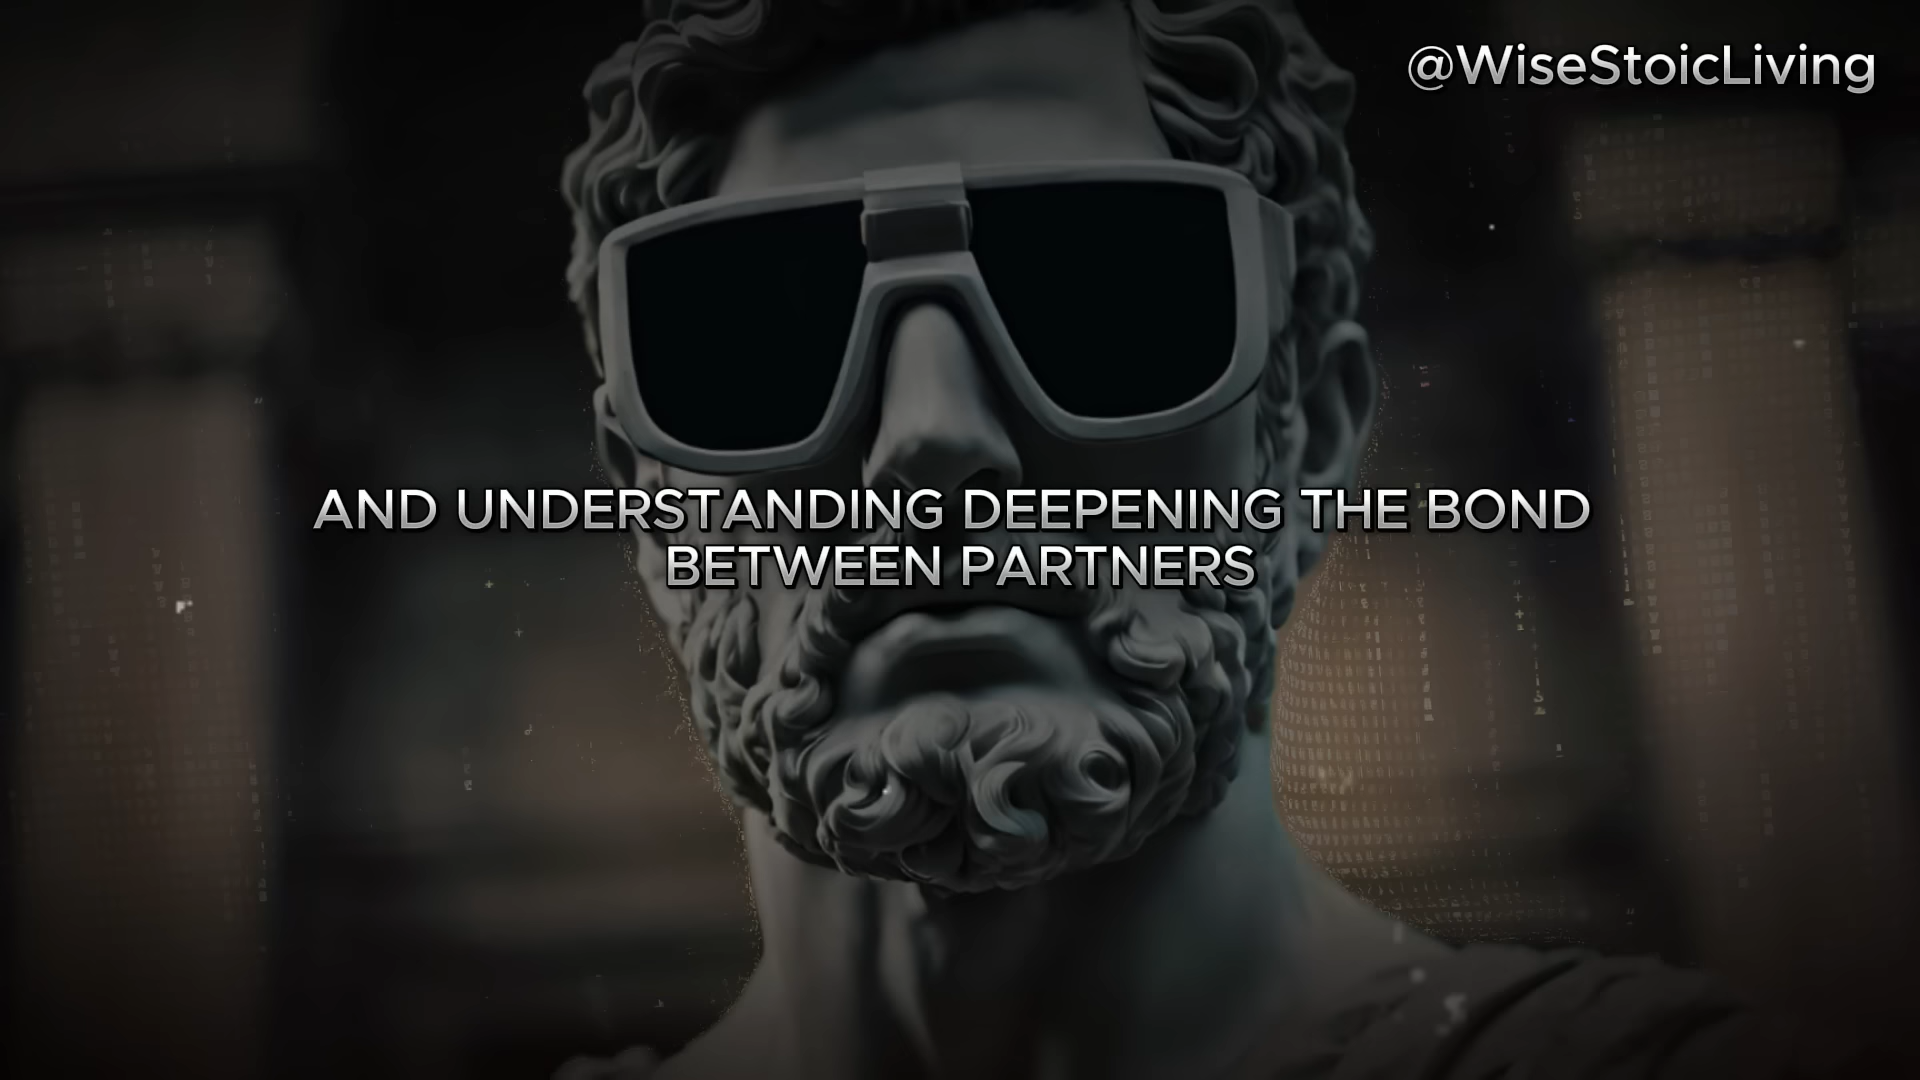 @WiseStoicLiving
AND UNDERSTANDING DEEPENING THE BOND
BETWEEN PARTNERS